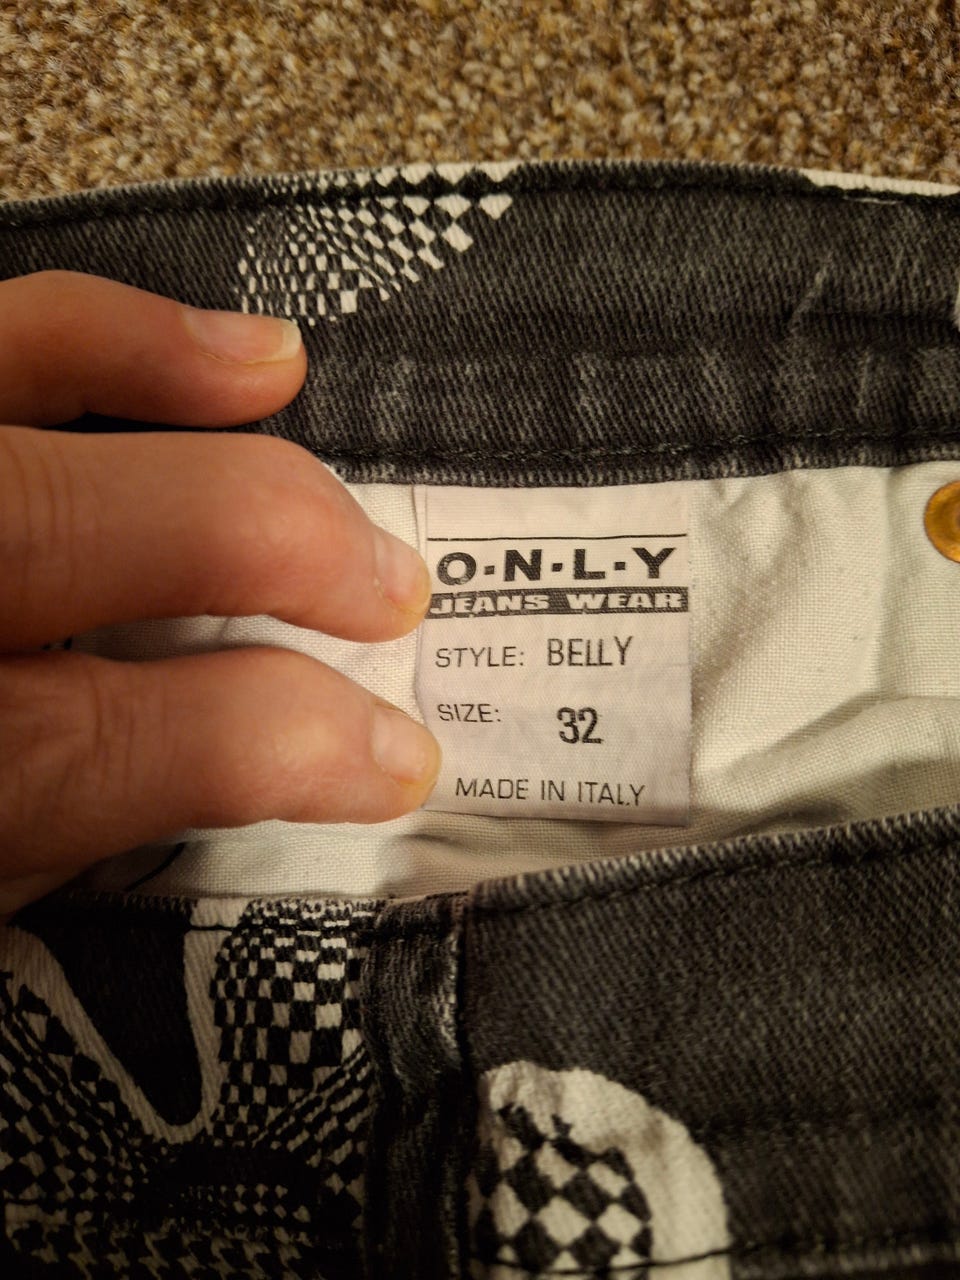 O·N·L·Y
JEANS WEAR
STYLE: BELLY
SIZE: 32
MADE IN ITALY